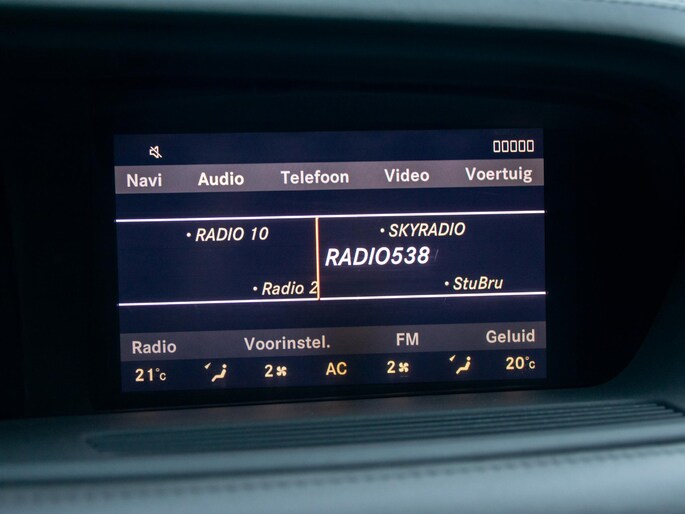 Navi Audio Telefoon Video Voertuig
• RADIO 10 • SKYRADIO
RADIO538
• Radio 2 • StuBru
Radio Voorinstel. FM Geluid
21°C 2 AC 2 20°C